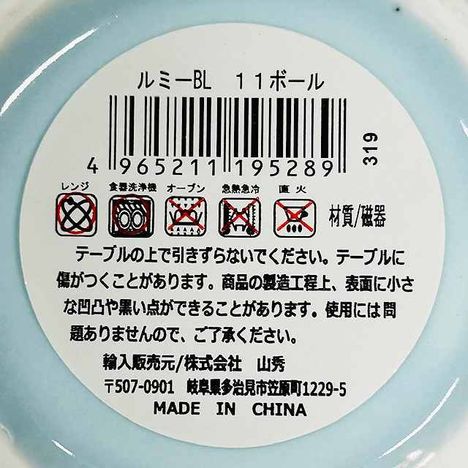 ルミーBL 11ボール
4 965211 195289
319
レンジ 食器洗浄機 オーブン 急熱急冷 直火
材質/磁器
テーブルの上で引きずらないでください。テーブルに
傷がつくことがあります。商品の製造工程上、表面に小さ
な凹凸や黒い点ができることがあります。使用には問
題ありませんので、ご了承ください。
輸入販売元/株式会社 山秀
〒507-0901 岐阜県多治見市笠原町1229-5
MADE IN CHINA